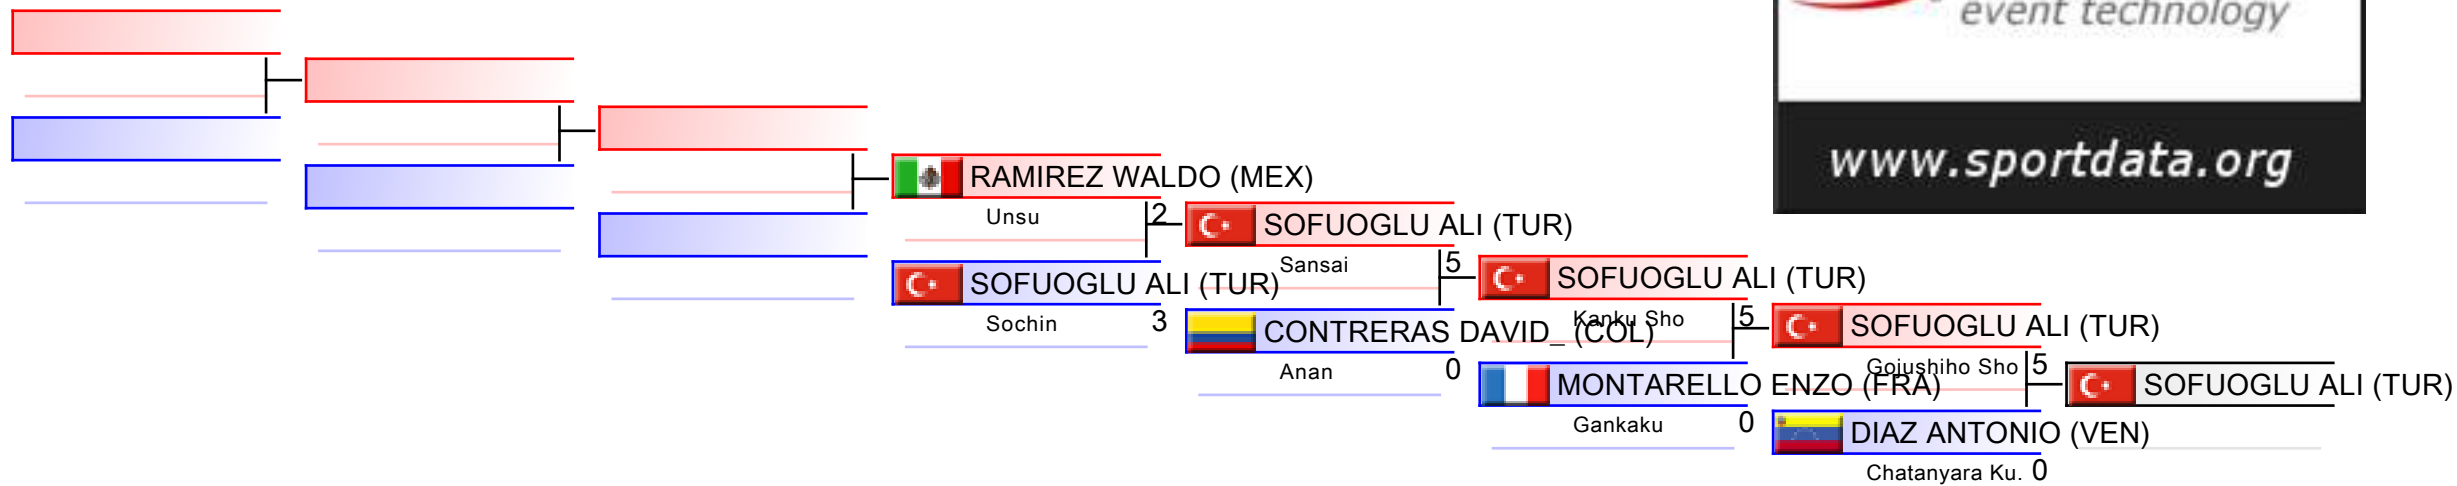 event technology
www.sportdata.org
RAMIREZ WALDO (MEX)
Unsu
2
SOFUOGLU ALI (TUR)
Sochin
3
SOFUOGLU ALI (TUR)
Sansai
5
CONTRERAS DAVID_ (COL)
Anan
0
SOFUOGLU ALI (TUR)
Kanku Sho
5
MONTARELLO ENZO (FRA)
Gankaku
0
SOFUOGLU ALI (TUR)
Gojushiho Sho
5
DIAZ ANTONIO (VEN)
Chatanyara Ku.
0
SOFUOGLU ALI (TUR)